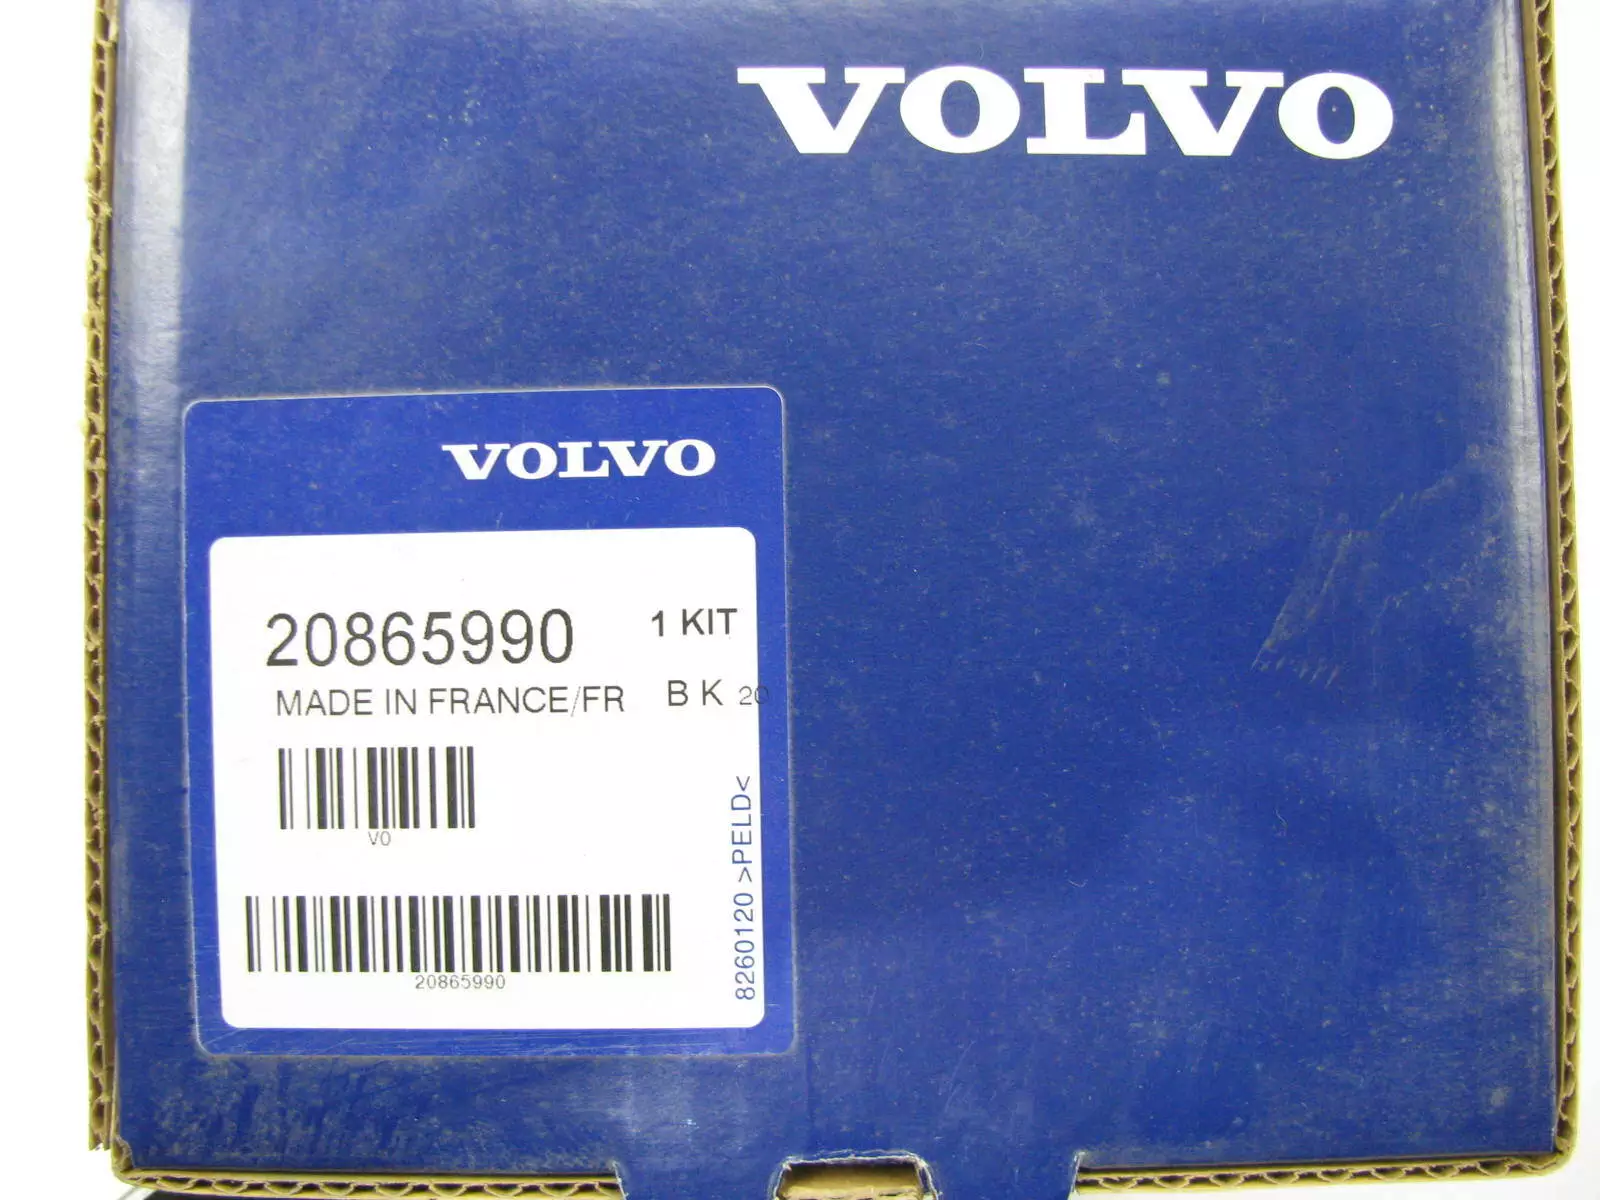 VOLVO
VOLVO
20865990 1 KIT
MADE IN FRANCE/FR B K 20
V0
20865990
8260120 >PELD<